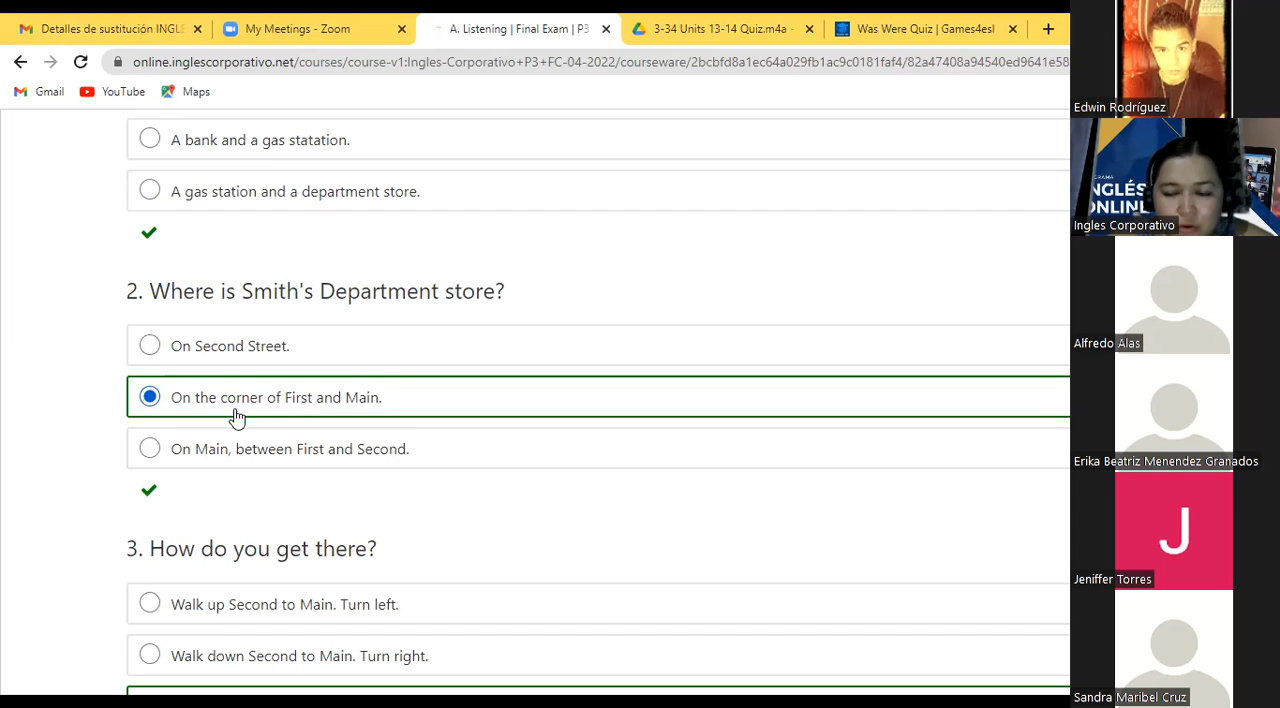 Detalles de sustitución INGLE
My Meetings - Zoom
A. Listening | Final Exam | P3
3-34 Units 13-14 Quiz.m4a -
Was Were Quiz | Games4esl
online.inglescorporativo.net/courses/course-v1:Ingles-Corporativo+P3+FC-04-2022/courseware/2bcbfd8a1ec64a029fb1ac9c0181faf4/82a47408a94540ed9641e58
Gmail
YouTube
Maps
A bank and a gas statation.
A gas station and a department store.
2. Where is Smith's Department store?
On Second Street.
On the corner of First and Main.
On Main, between First and Second.
3. How do you get there?
Walk up Second to Main. Turn left.
Walk down Second to Main. Turn right.
Edwin Rodríguez
INGLÉS
ONLINE
Ingles Corporativo
Alfredo Alas
Erika Beatriz Menendez Granados
J
Jeniffer Torres
Sandra Maribel Cruz